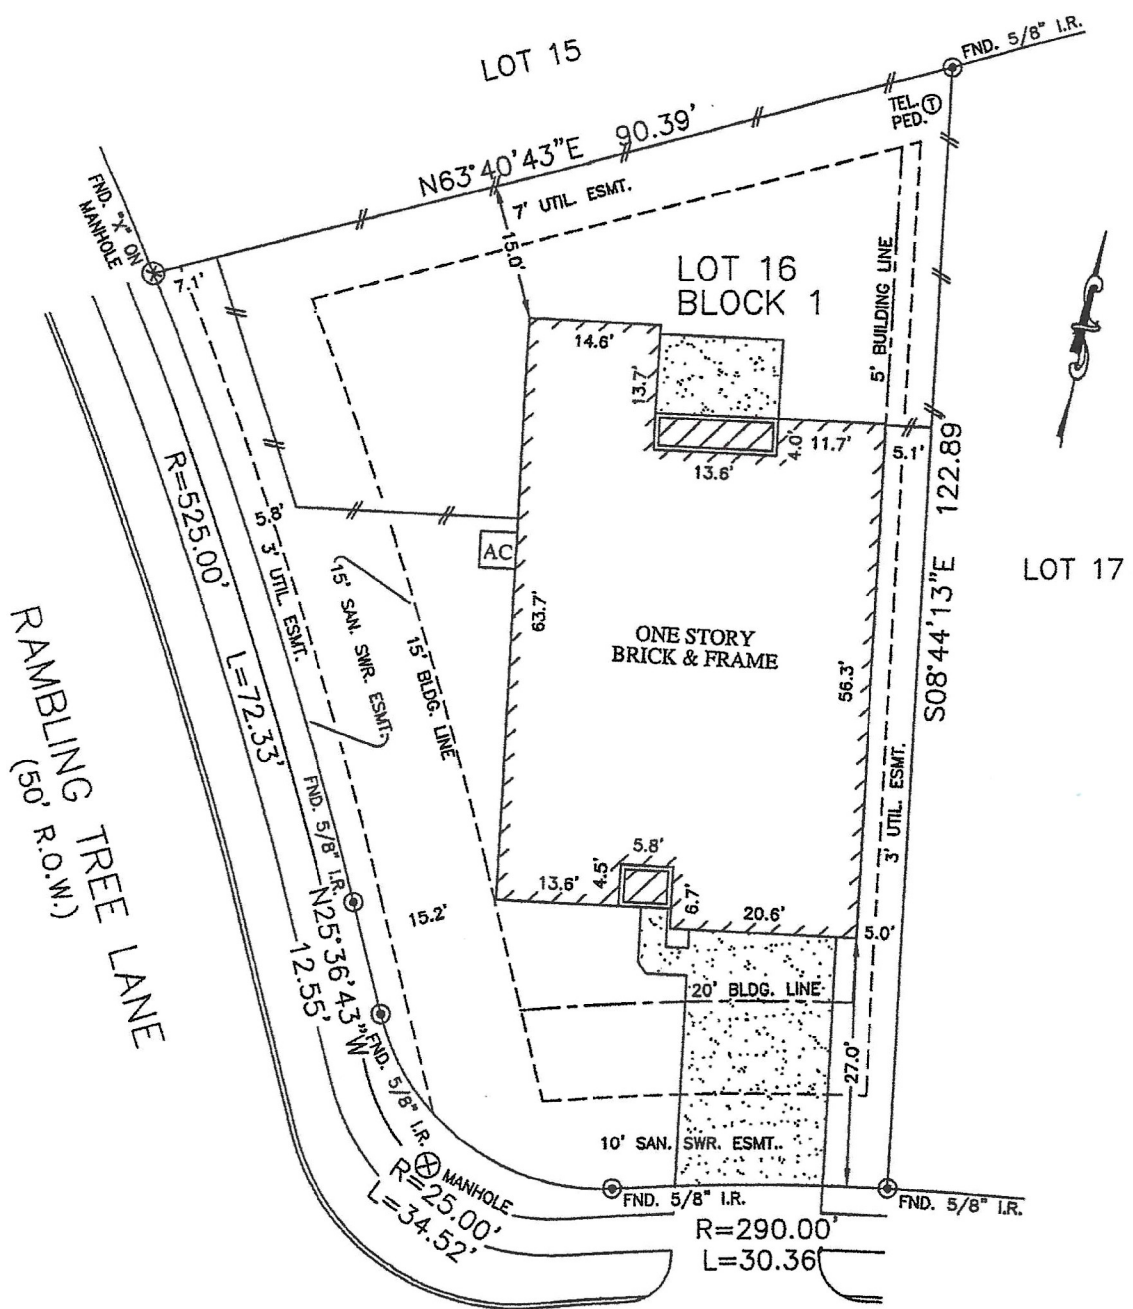 LOT 15
FND. 5/8" I.R.
TEL. Ⓣ
PED.
N63°40'43"E 90.39'
7' UTIL. ESMT.
FND. "X" ON
MANHOLE
7.1'
15.0'
LOT 16
BLOCK 1
5' BUILDING LINE
14.6'
13.7'
13.6'
4.0'
11.7'
5.1'
S08°44'13"E 122.89
LOT 17
R=525.00'
L=72.33'
5.8'
3' UTIL. ESMT.
15' SAN. SWR. ESMT.
15' BLDG. LINE
AC
63.7'
ONE STORY
BRICK & FRAME
56.3'
3' UTIL. ESMT.
RAMBLING TREE LANE
(50' R.O.W.)
FND. 5/8" I.R.
N25°36'43"W
12.55'
15.2'
13.6'
4.5'
5.8'
6.7'
20.6'
5.0'
20' BLDG. LINE
27.0'
FND. 5/8" I.R.
10' SAN. SWR. ESMT.
MANHOLE
R=25.00'
L=34.52'
FND. 5/8" I.R.
FND. 5/8" I.R.
R=290.00'
L=30.36'